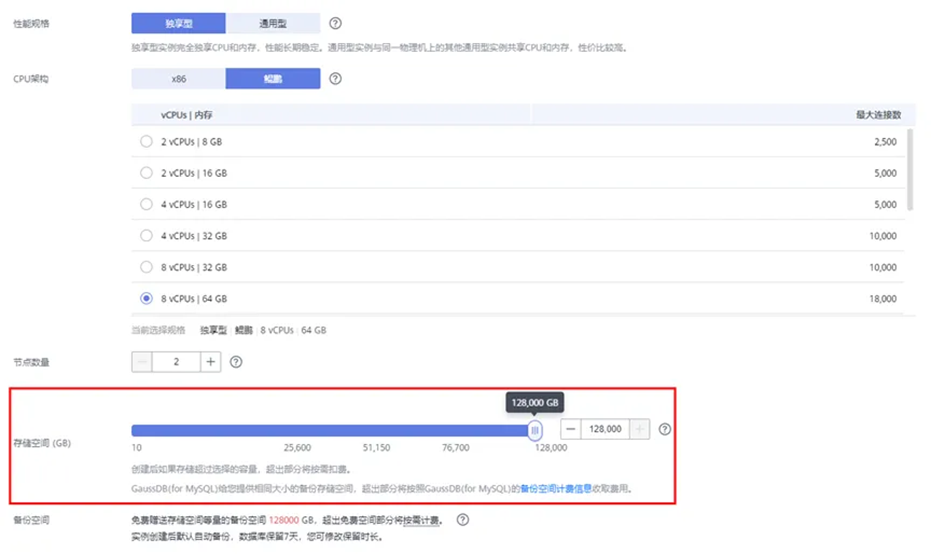 性能规格 独享型 通用型
独享型实例完全独享CPU和内存，性能长期稳定。通用型实例与同一物理机上的其他通用型实例共享CPU和内存，性价比较高。
CPU架构 x86 鲲鹏
vCPUs | 内存 最大连接数
2 vCPUs | 8 GB 2,500
2 vCPUs | 16 GB 5,000
4 vCPUs | 16 GB 5,000
4 vCPUs | 32 GB 10,000
8 vCPUs | 32 GB 10,000
8 vCPUs | 64 GB 18,000
当前选择规格 独享型 | 鲲鹏 | 8 vCPUs | 64 GB
节点数量 − 2 +
128,000 GB
存储空间 (GB) − 128,000 +
10 25,600 51,150 76,700 128,000
创建后如果存储超过选择的容量，超出部分将按需扣费。
GaussDB(for MySQL)给您提供相同大小的备份存储空间，超出部分将按照GaussDB(for MySQL)的备份空间计费信息收取费用。
备份空间 免费赠送存储空间等量的备份空间 128000 GB，超出免费空间部分将按需计费。
实例创建后默认自动备份，数据库保留7天，您可修改保留时长。